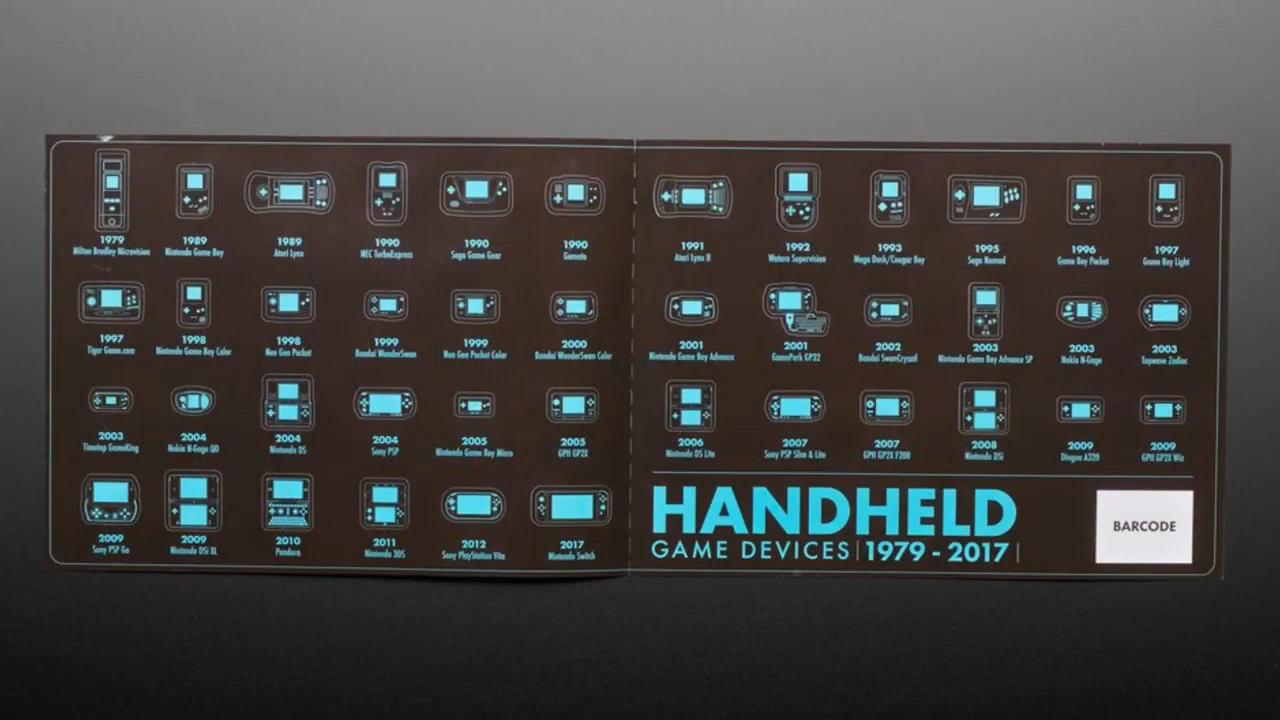 1979
Milton Bradley Microvision
1989
Nintendo Game Boy
1989
Atari Lynx
1990
NEC TurboExpress
1990
Sega Game Gear
1990
Gamate
1991
Atari Lynx II
1992
Watara Supervision
1993
Mega Duck/Cougar Boy
1995
Sega Nomad
1996
Game Boy Pocket
1997
Game Boy Light
1997
Tiger Game.com
1998
Nintendo Game Boy Color
1998
Neo Geo Pocket
1999
Bandai WonderSwan
1999
Neo Geo Pocket Color
2000
Bandai WonderSwan Color
2001
Nintendo Game Boy Advance
2001
GamePark GP32
2002
Bandai SwanCrystal
2003
Nintendo Game Boy Advance SP
2003
Nokia N-Gage
2003
Tapwave Zodiac
2003
Timetop GameKing
2004
Nokia N-Gage QD
2004
Nintendo DS
2004
Sony PSP
2005
Nintendo Game Boy Micro
2005
GPH GP2X
2006
Nintendo DS Lite
2007
Sony PSP Slim & Lite
2007
GPH GP2X F200
2008
Nintendo DSi
2009
Dingoo A320
2009
GPH GP2X Wiz
2009
Sony PSP Go
2009
Nintendo DSi XL
2010
Pandora
2011
Nintendo 3DS
2012
Sony PlayStation Vita
2017
Nintendo Switch
HANDHELD
GAME DEVICES | 1979 - 2017 |
BARCODE